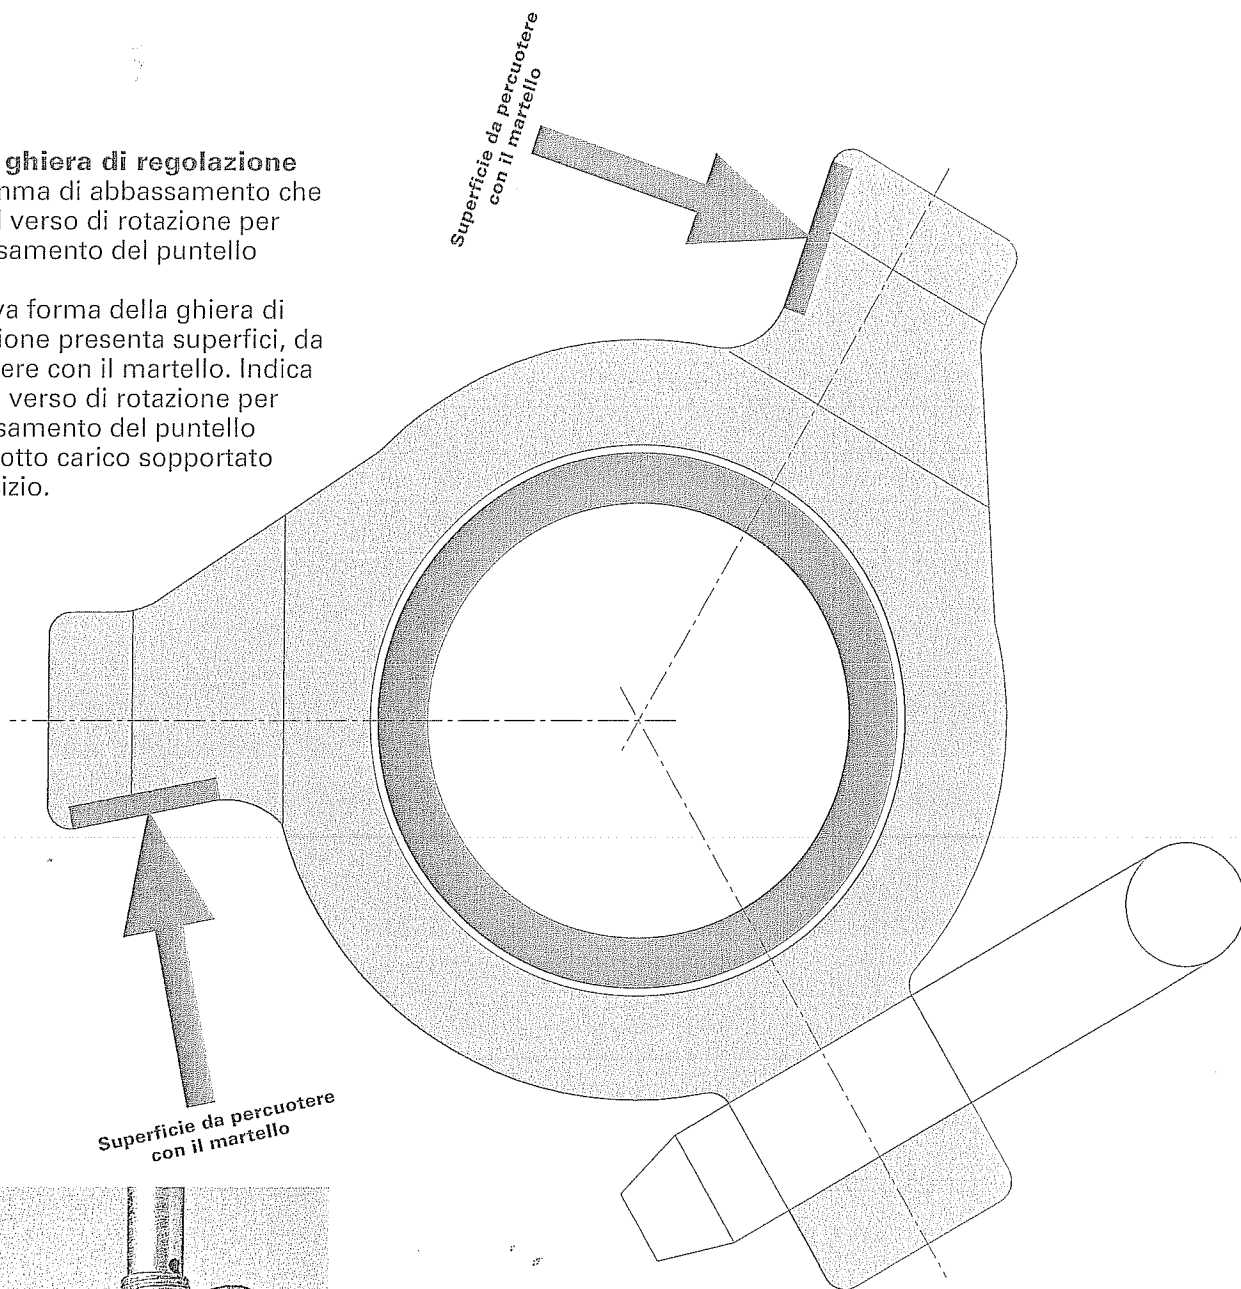 ghiera di regolazione
mma di abbassamento che
l verso di rotazione per
samento del puntello
va forma della ghiera di
ione presenta superfici, da
ere con il martello. Indica
verso di rotazione per
samento del puntello
otto carico sopportato
izio.
Superficie da percuotere
con il martello
Superficie da percuotere
con il martello